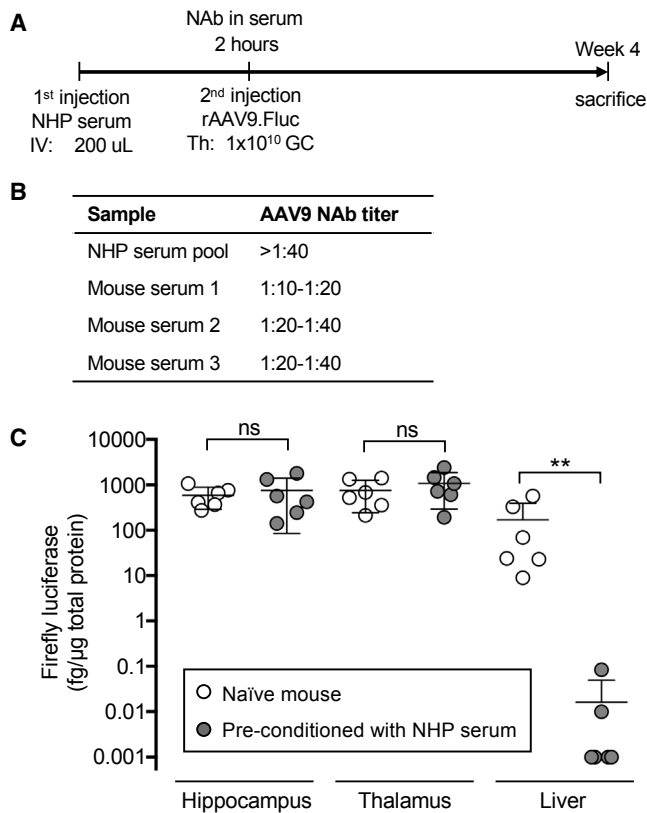 A
NAb in serum
2 hours
Week 4
1st injection
NHP serum
IV: 200 uL
2nd injection
rAAV9.Fluc
Th: 1x10^10 GC
sacrifice
B
Sample AAV9 NAb titer
NHP serum pool >1:40
Mouse serum 1 1:10-1:20
Mouse serum 2 1:20-1:40
Mouse serum 3 1:20-1:40
C
ns ns **
Firefly luciferase
(fg/µg total protein)
10000
1000
100
10
1
0.1
0.01
0.001
Naïve mouse
Pre-conditioned with NHP serum
Hippocampus Thalamus Liver